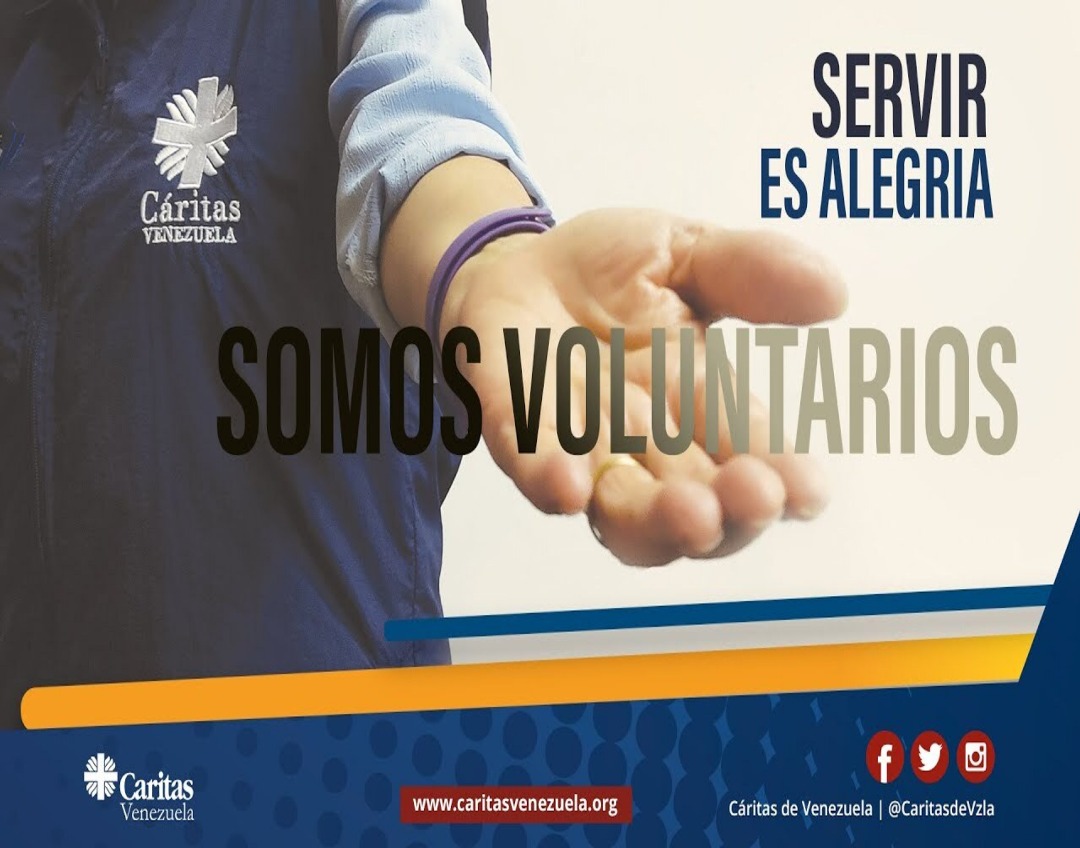 SERVIR
ES ALEGRIA
Cáritas
VENEZUELA
SOMOS VOLUNTARIOS
Caritas
Venezuela
www.caritasvenezuela.org
Cáritas de Venezuela | @CaritasdeVzla